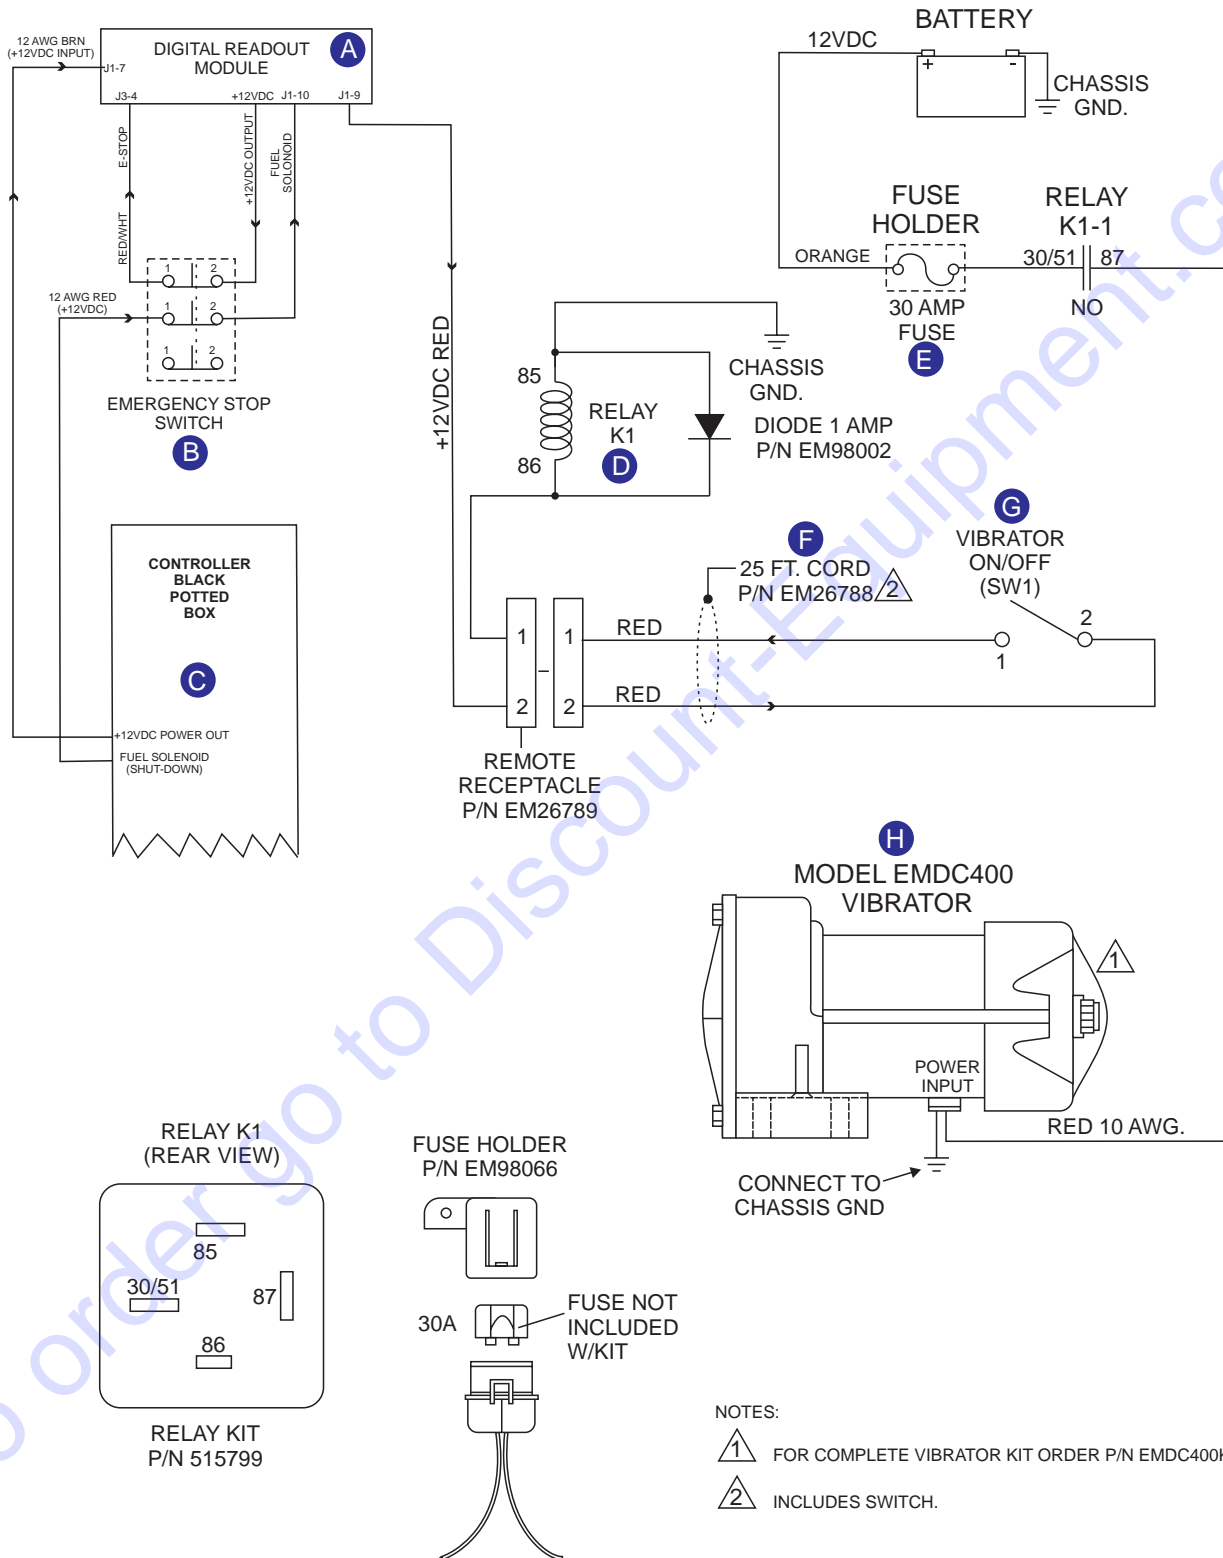 12 AWG BRN
(+12VDC INPUT)
DIGITAL READOUT
MODULE
A
J1-7
J3-4
+12VDC
J1-10
J1-9
E-STOP
RED/WHT
+12VDC OUTPUT
FUEL
SOLONOID
1 2
1 2
1 2
12 AWG RED
(+12VDC)
EMERGENCY STOP
SWITCH
B
+12VDC RED
CONTROLLER
BLACK
POTTED
BOX
C
+12VDC POWER OUT
FUEL SOLENOID
(SHUT-DOWN)
BATTERY
12VDC
+ -
CHASSIS
GND.
FUSE
HOLDER
ORANGE
30 AMP
FUSE
E
RELAY
K1-1
30/51 87
NO
CHASSIS
GND.
85
RELAY
K1
86
D
DIODE 1 AMP
P/N EM98002
F
25 FT. CORD
P/N EM26788
2
G
VIBRATOR
ON/OFF
(SW1)
2
1
1 1 RED
–
2 2 RED
REMOTE
RECEPTACLE
P/N EM26789
H
MODEL EMDC400
VIBRATOR
1
POWER
INPUT
RED 10 AWG.
CONNECT TO
CHASSIS GND
RELAY K1
(REAR VIEW)
85
30/51
87
86
RELAY KIT
P/N 515799
FUSE HOLDER
P/N EM98066
30A
FUSE NOT
INCLUDED
W/KIT
NOTES:
1 FOR COMPLETE VIBRATOR KIT ORDER P/N EMDC400K
2 INCLUDES SWITCH.
o order go to Discount-Equipment.co